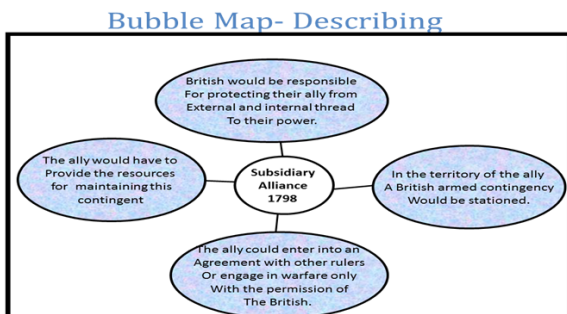 Bubble Map- Describing
British would be responsible
For protecting their ally from
External and internal thread
To their power.
The ally would have to
Provide the resources
for maintaining this
contingent
Subsidiary
Alliance
1798
In the territory of the ally
A British armed contingency
Would be stationed.
The ally could enter into an
Agreement with other rulers
Or engage in warfare only
With the permission of
The British.